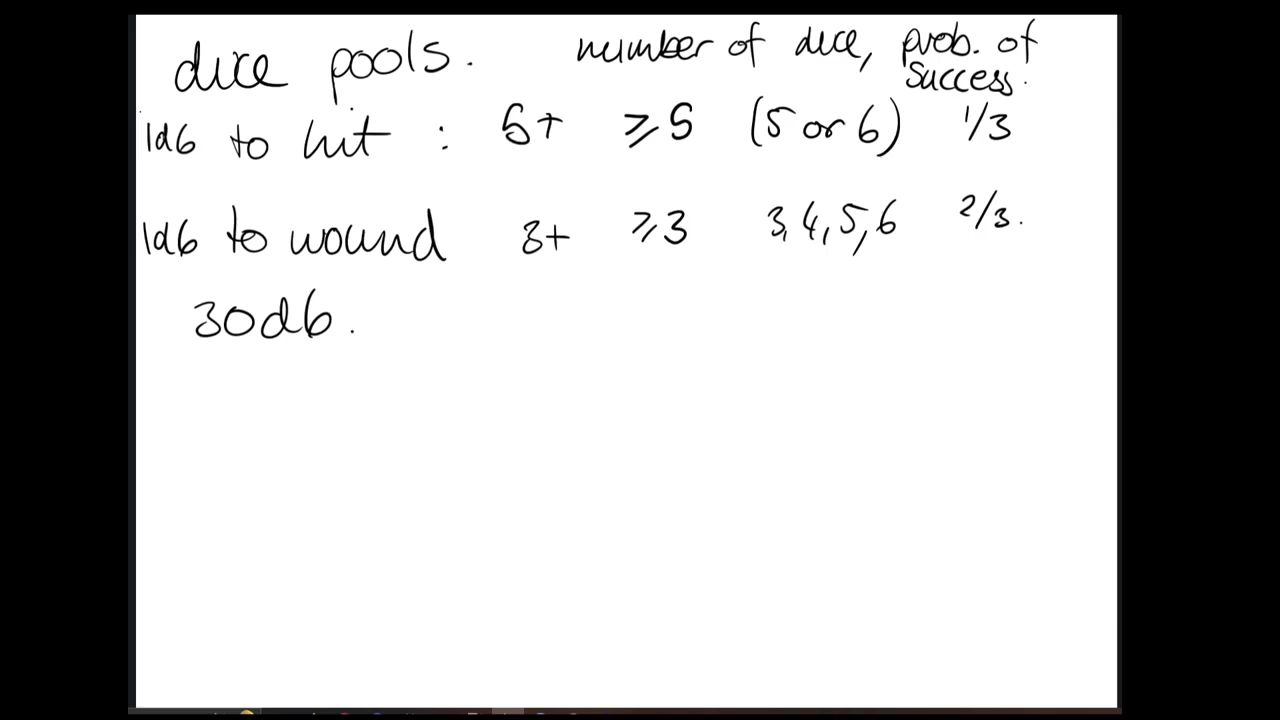 dice pools. number of dice, prob. of
success.
1d6 to hit : 5+ ≥5 (5 or 6) 1/3
1d6 to wound 3+ ≥3 3,4,5,6 2/3.
30d6.